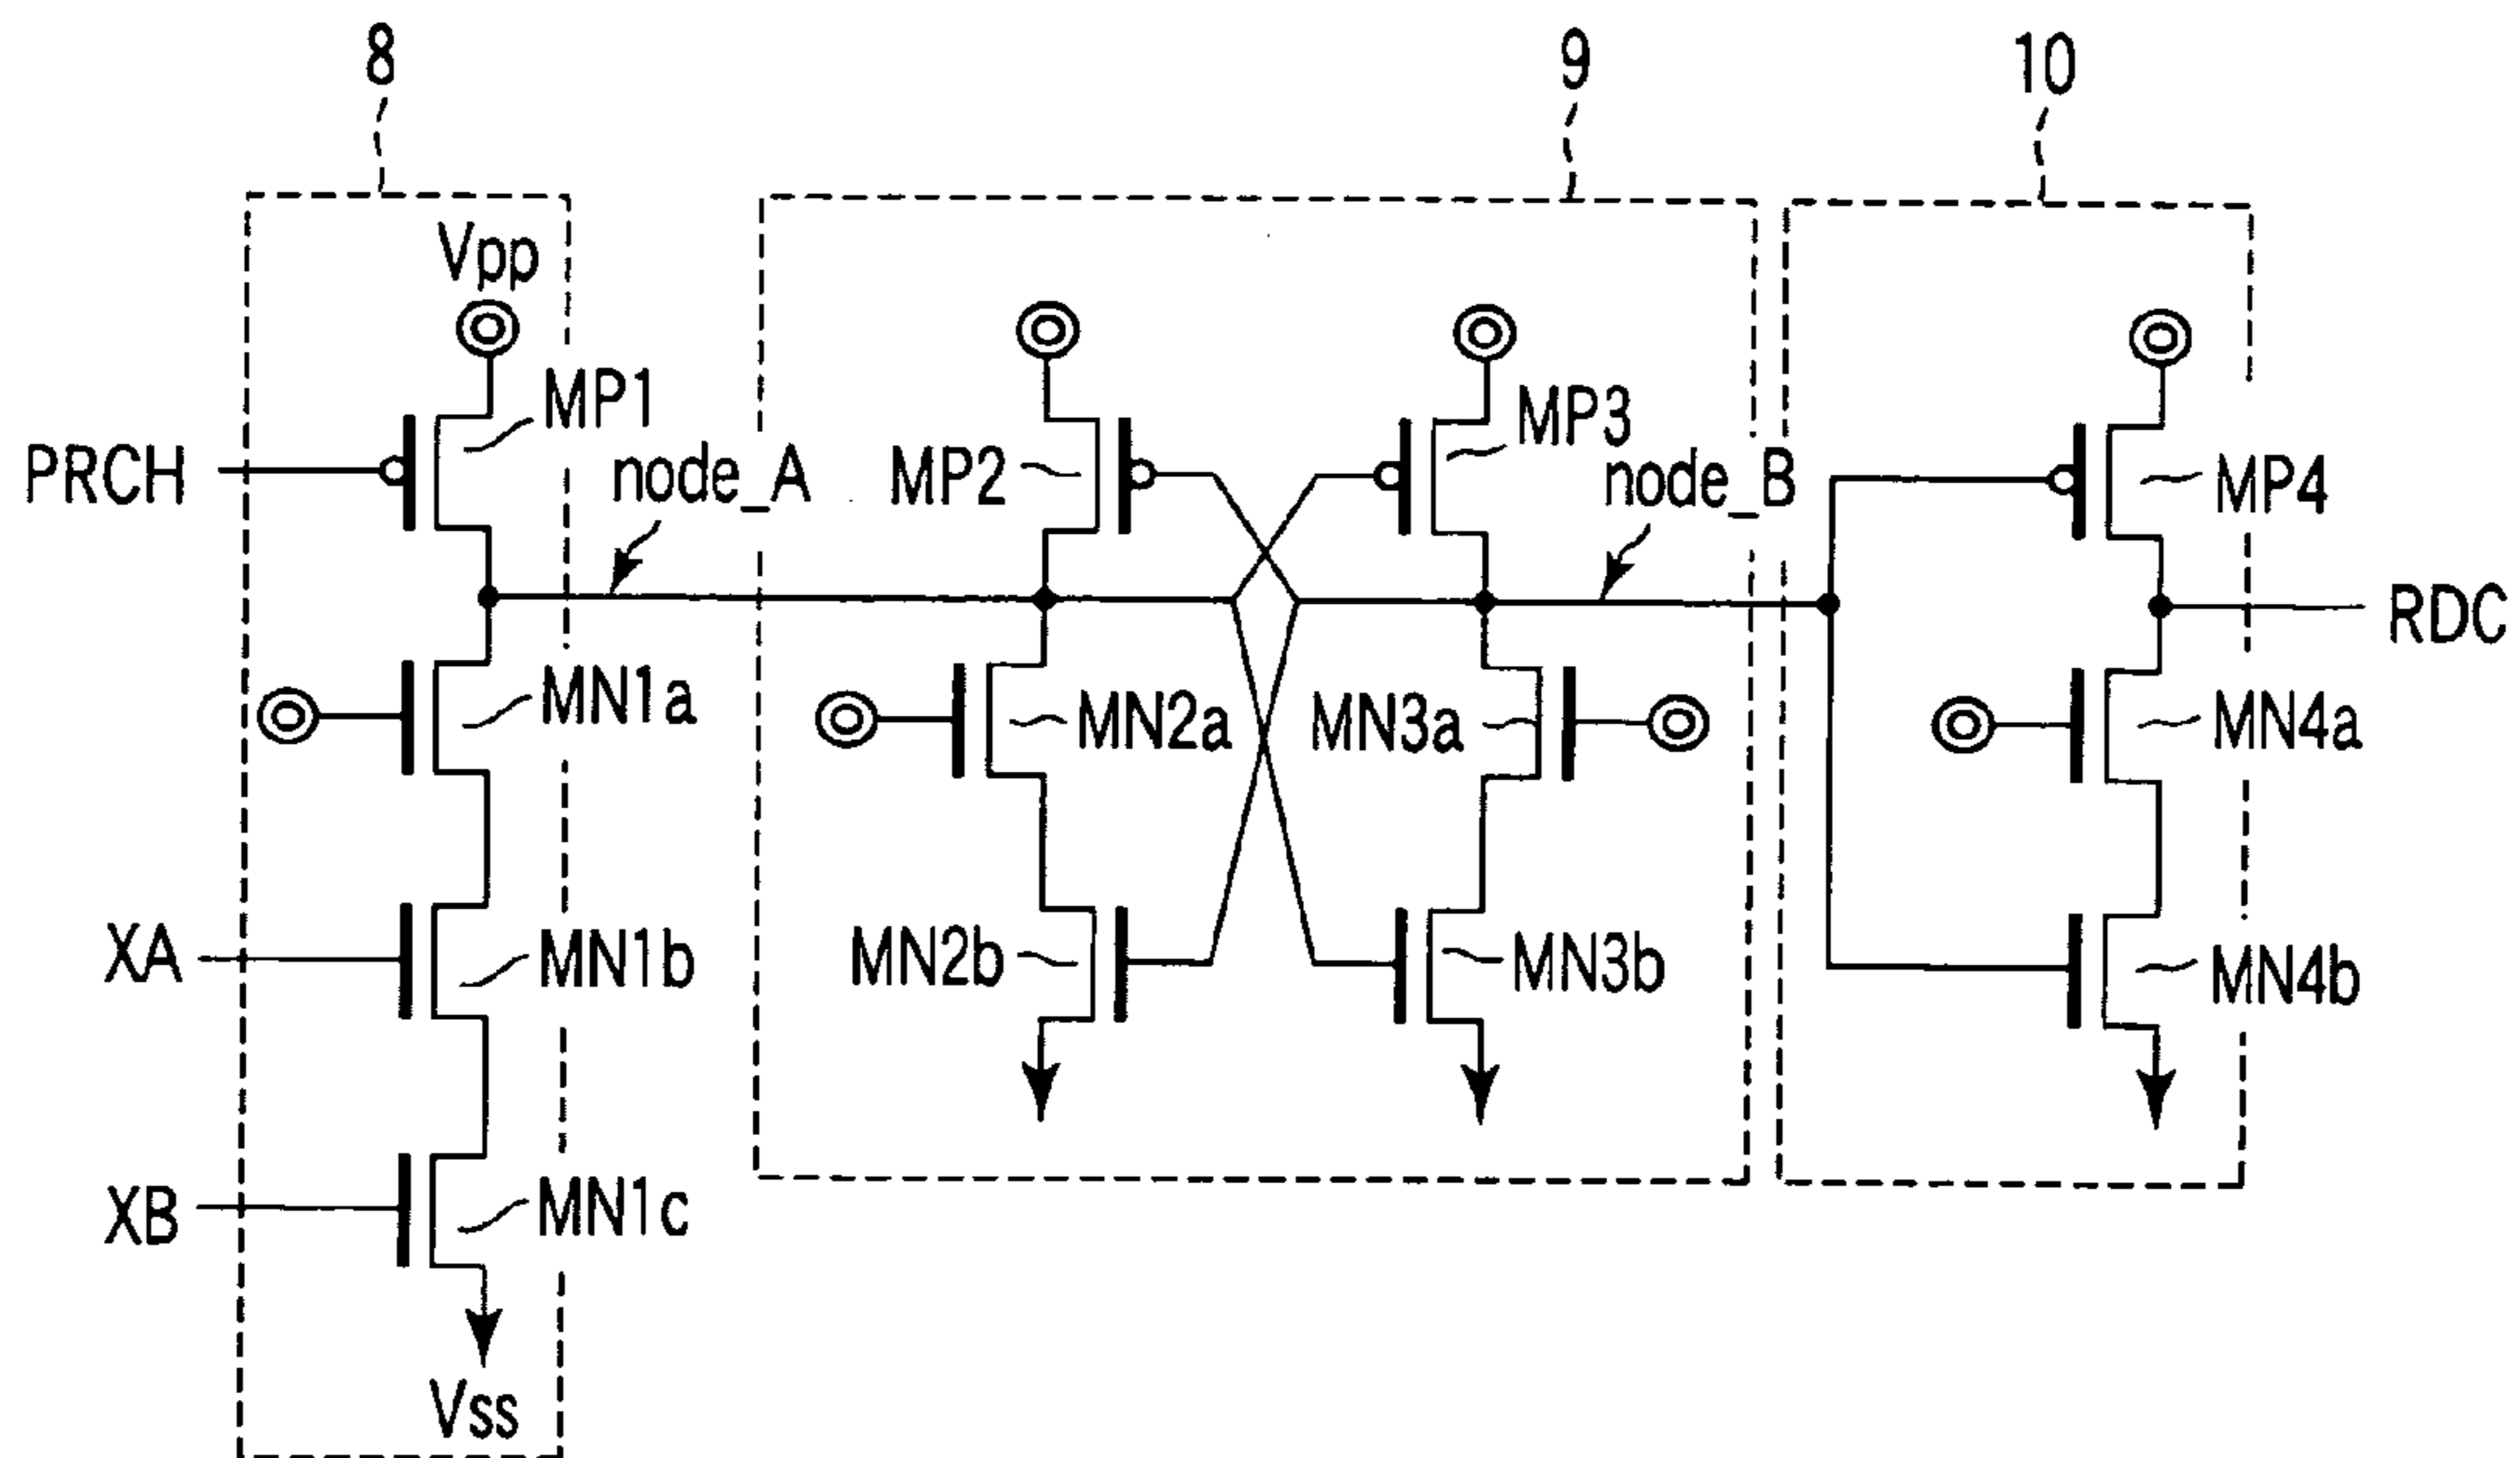 8
9
10
Vpp
MP1
PRCH
node_A
MP2
MP3
node_B
MP4
RDC
MN1a
MN2a
MN3a
MN4a
XA
MN1b
MN2b
MN3b
MN4b
XB
MN1c
Vss